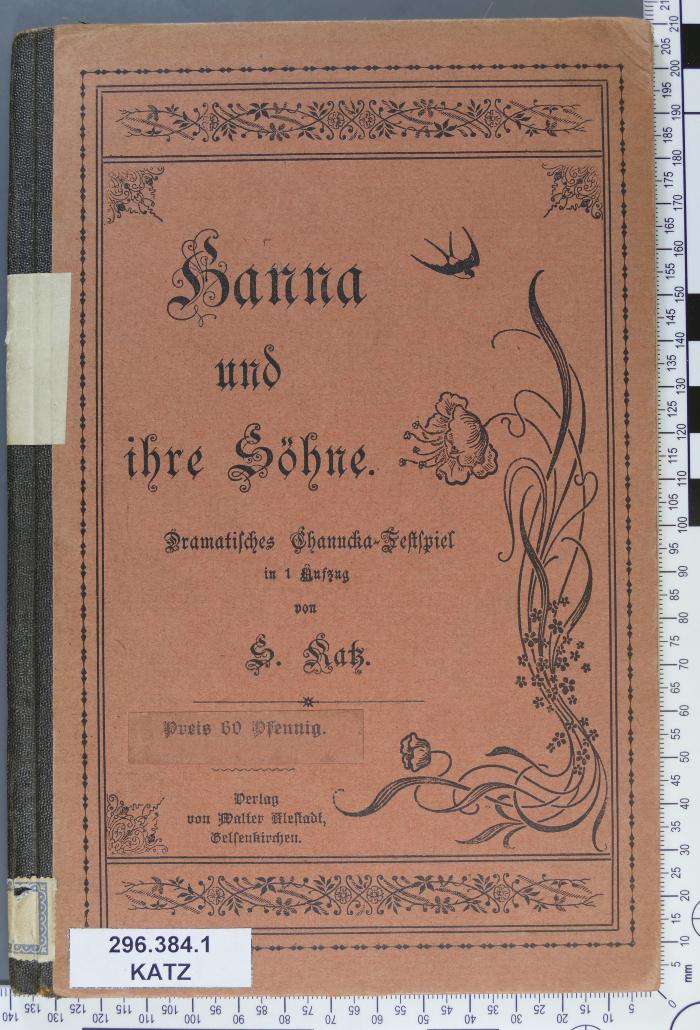 Hanna
und
ihre Söhne.
Dramatisches Chanucka-Festspiel
in 1 Aufzug
von
S. Katz.
Preis 60 Pfennig.
Verlag
von Walter Alestadt,
Gelsenkirchen.
296.384.1
KATZ
mm